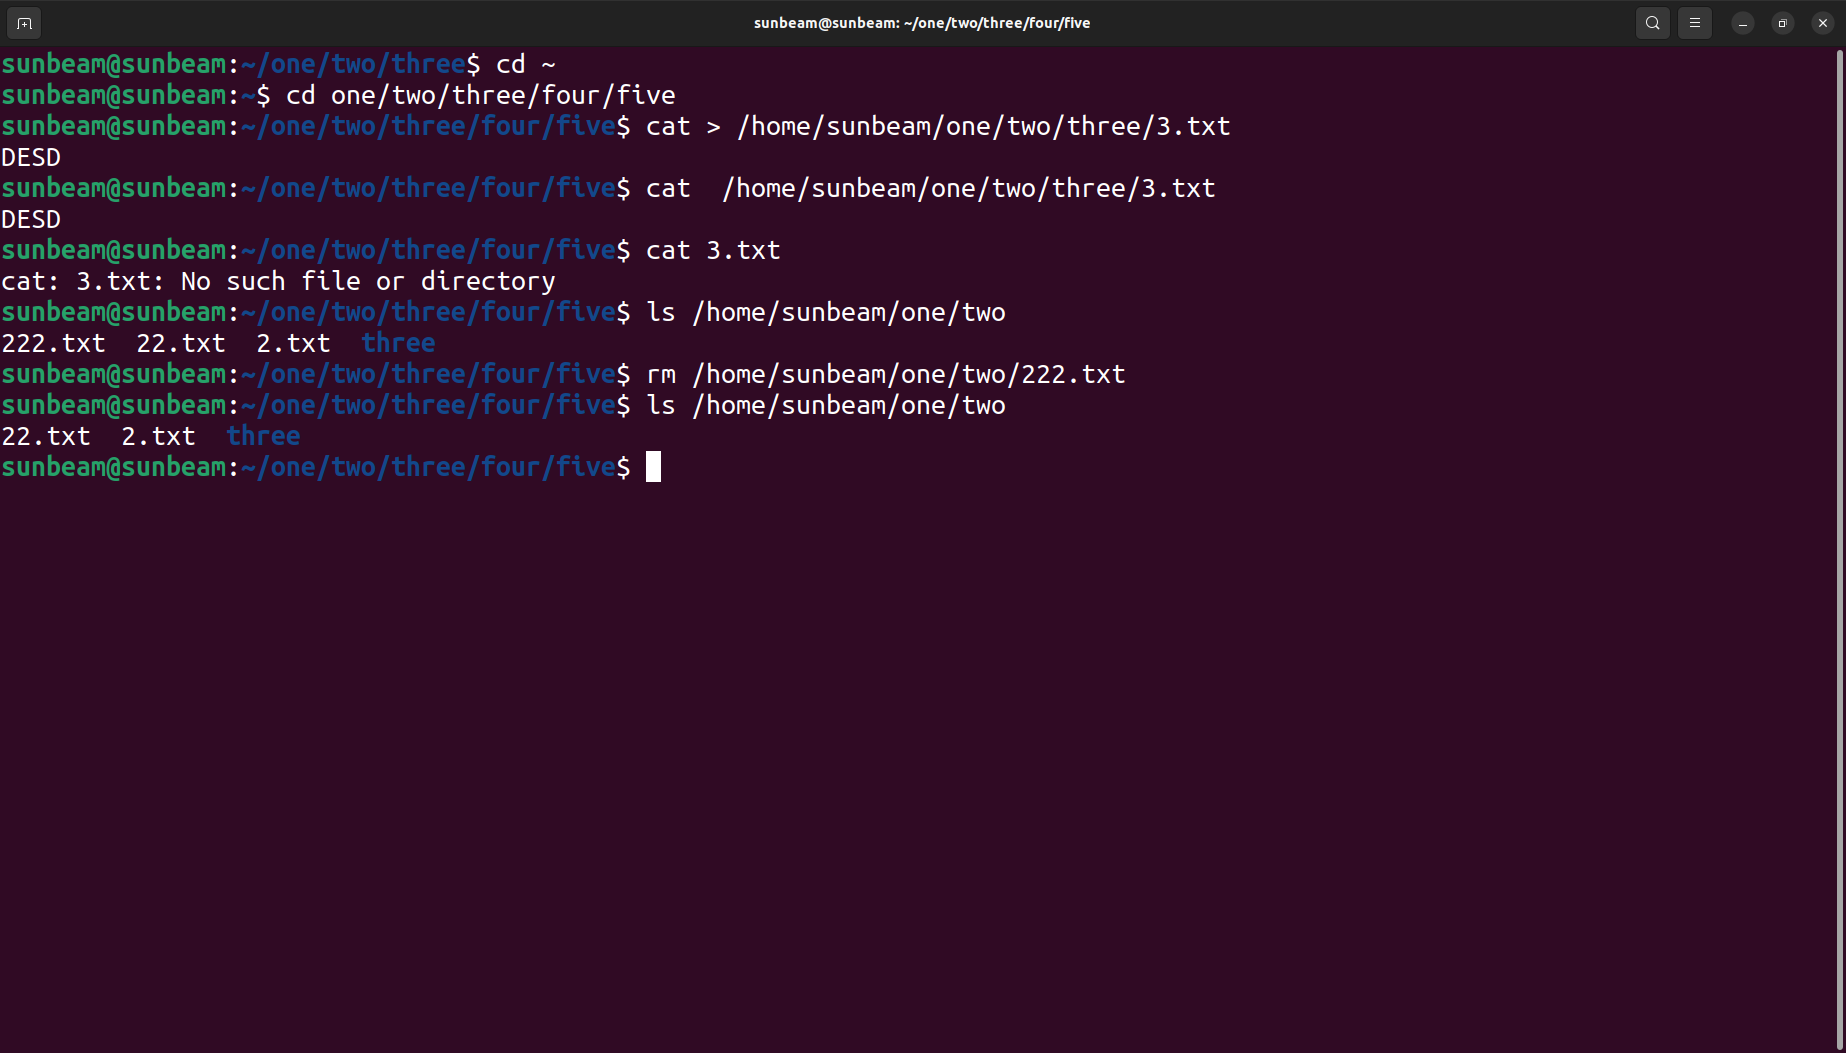 sunbeam@sunbeam: ~/one/two/three/four/five
sunbeam@sunbeam:~/one/two/three$ cd ~
sunbeam@sunbeam:~$ cd one/two/three/four/five
sunbeam@sunbeam:~/one/two/three/four/five$ cat > /home/sunbeam/one/two/three/3.txt
DESD
sunbeam@sunbeam:~/one/two/three/four/five$ cat  /home/sunbeam/one/two/three/3.txt
DESD
sunbeam@sunbeam:~/one/two/three/four/five$ cat 3.txt
cat: 3.txt: No such file or directory
sunbeam@sunbeam:~/one/two/three/four/five$ ls /home/sunbeam/one/two
222.txt  22.txt  2.txt  three
sunbeam@sunbeam:~/one/two/three/four/five$ rm /home/sunbeam/one/two/222.txt
sunbeam@sunbeam:~/one/two/three/four/five$ ls /home/sunbeam/one/two
22.txt  2.txt  three
sunbeam@sunbeam:~/one/two/three/four/five$